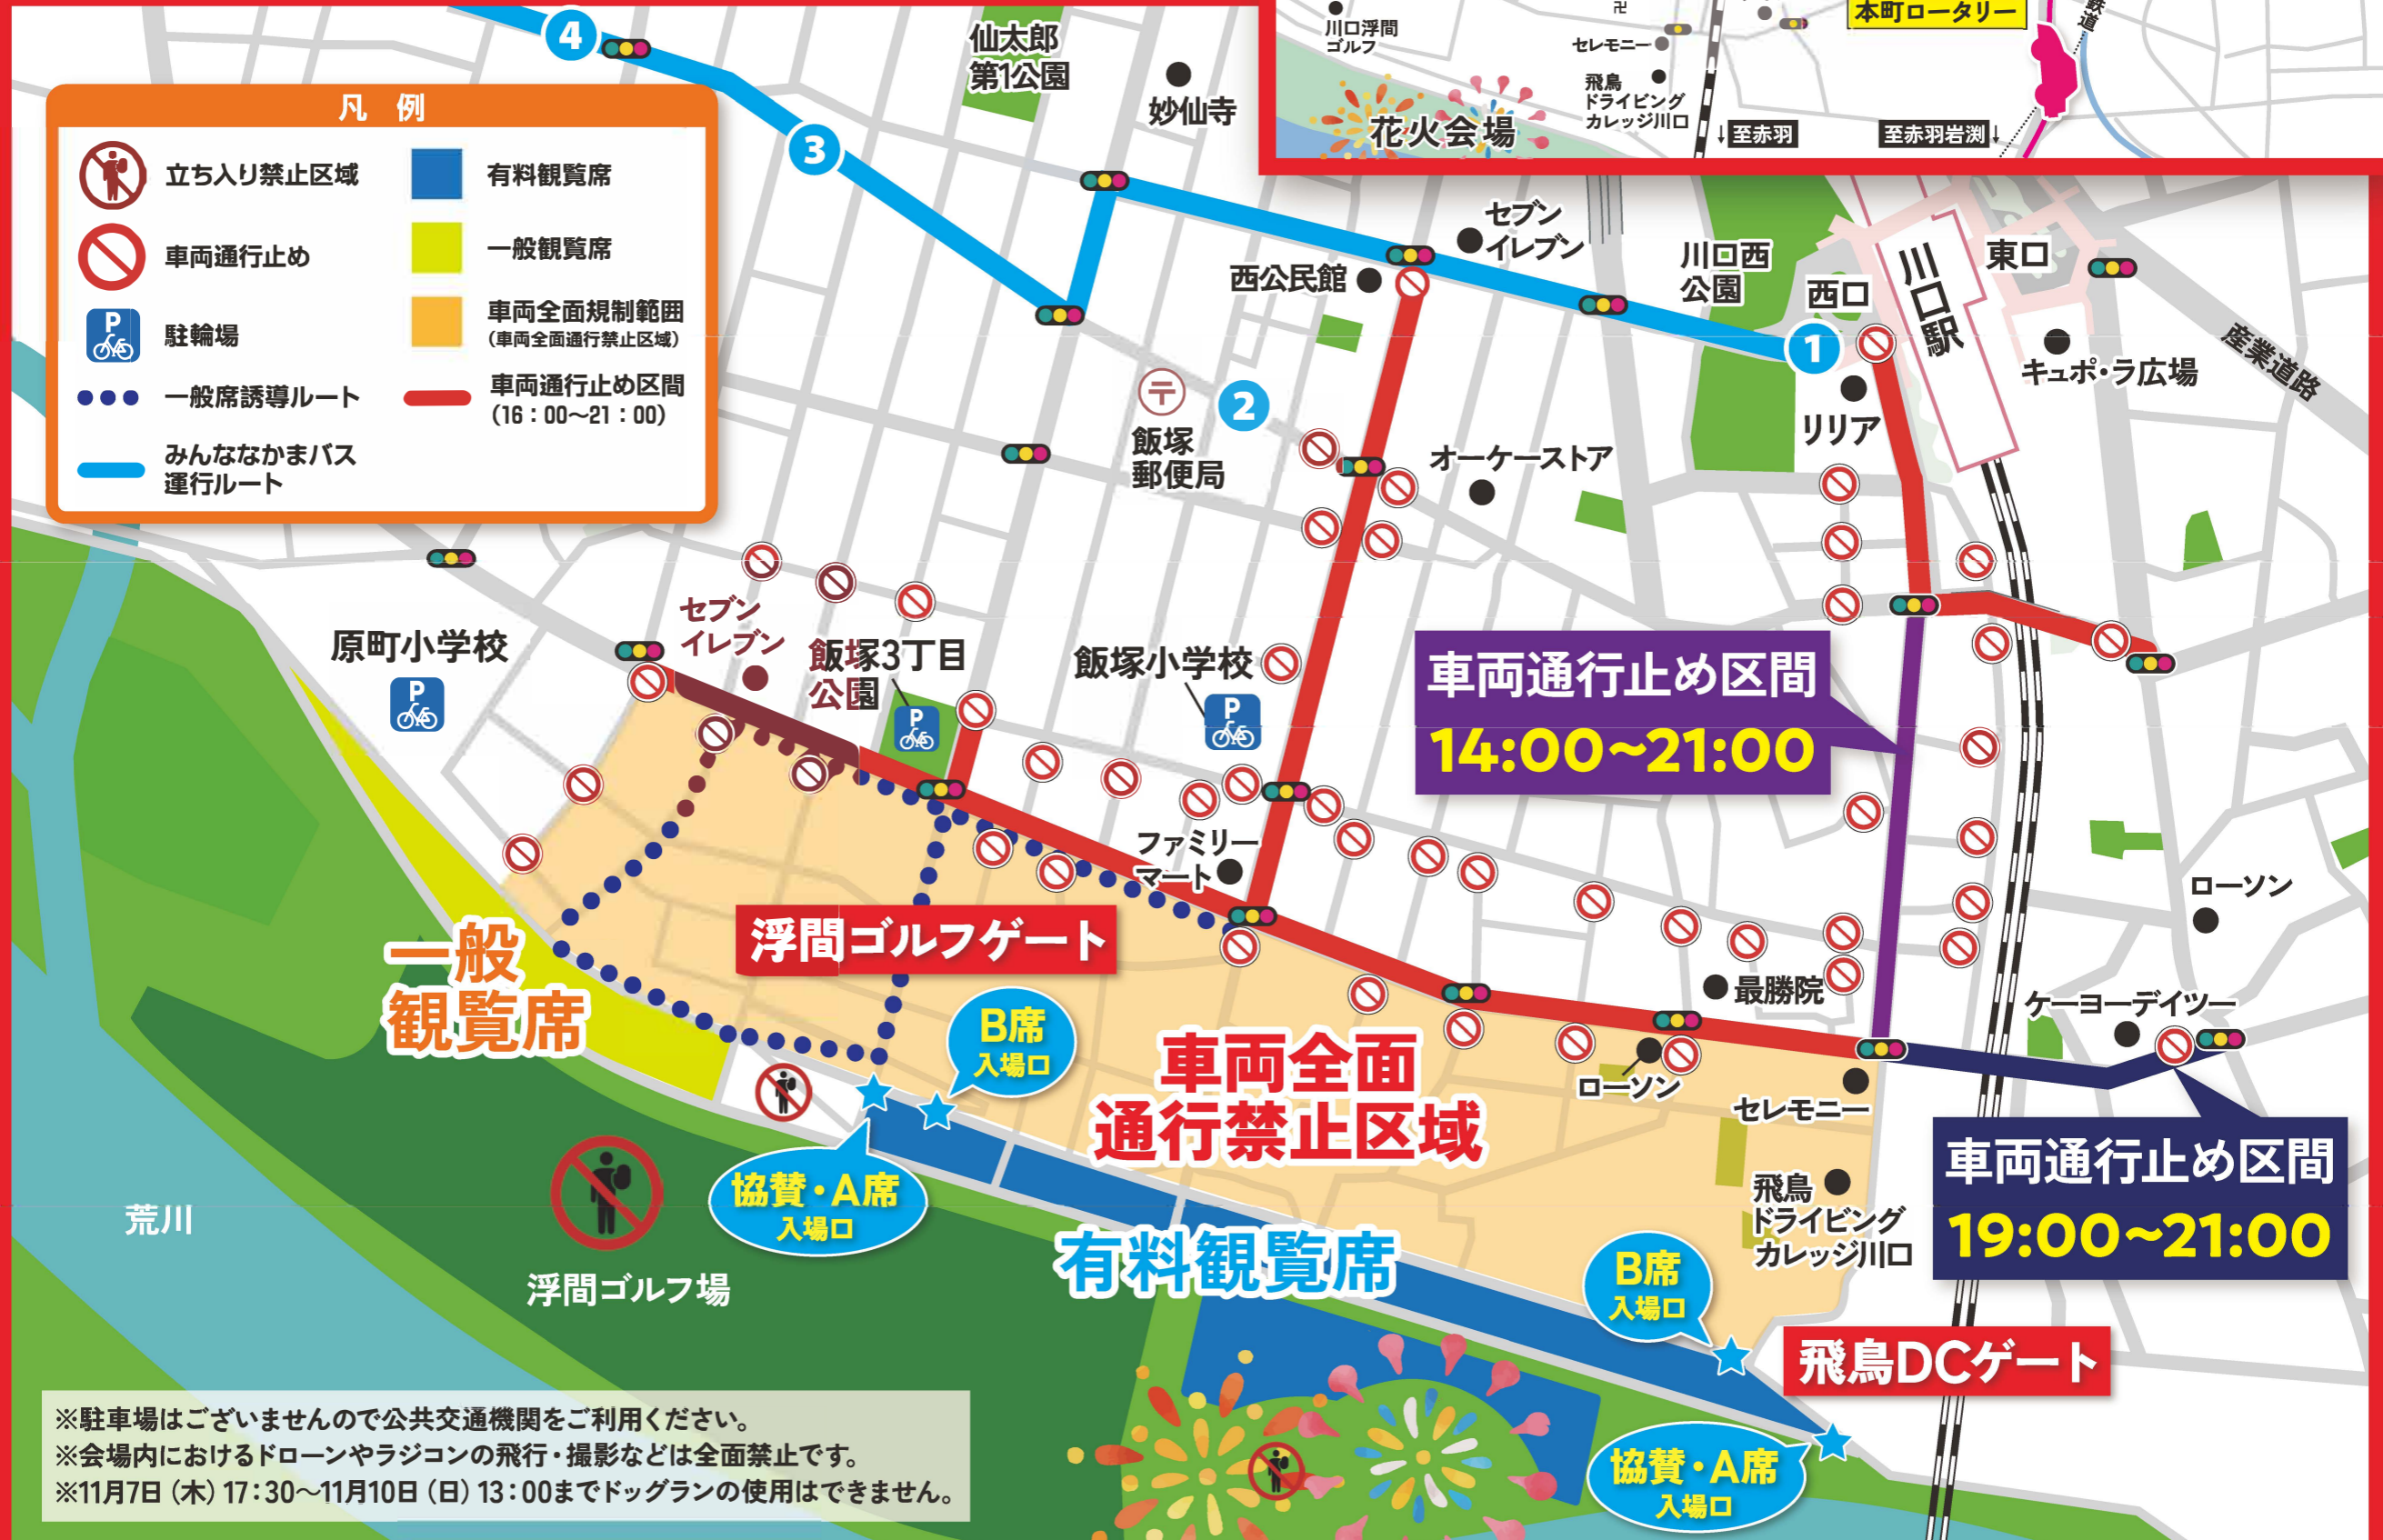 4
仙太郎
第1公園
妙仙寺
3
川口浮間
ゴルフ
卍
セレモニー
飛鳥
ドライビング
カレッジ川口
花火会場
↓至赤羽
至赤羽岩渕↓
本町ロータリー
鉄道
凡 例
立ち入り禁止区域
車両通行止め
P
駐輪場
一般席誘導ルート
みんななかまバス
運行ルート
有料観覧席
一般観覧席
車両全面規制範囲
(車両全面通行禁止区域)
車両通行止め区間
(16:00〜21:00)
セブン
イレブン
西公民館
川口西
公園
西口
川口駅
東口
1
リリア
キュポ・ラ広場
産業道路
〒
飯塚
郵便局
2
オーケーストア
原町小学校
P
セブン
イレブン
飯塚3丁目
公園
P
飯塚小学校
P
車両通行止め区間
14:00〜21:00
ファミリー
マート
ローソン
一般
観覧席
浮間ゴルフゲート
B席
入場口
最勝院
ケーヨーデイツー
車両全面
通行禁止区域
ローソン
セレモニー
協賛・A席
入場口
車両通行止め区間
19:00〜21:00
飛鳥
ドライビング
カレッジ川口
荒川
浮間ゴルフ場
有料観覧席
B席
入場口
飛鳥DCゲート
協賛・A席
入場口
※駐車場はございませんので公共交通機関をご利用ください。
※会場内におけるドローンやラジコンの飛行・撮影などは全面禁止です。
※11月7日(木)17:30〜11月10日(日)13:00までドッグランの使用はできません。